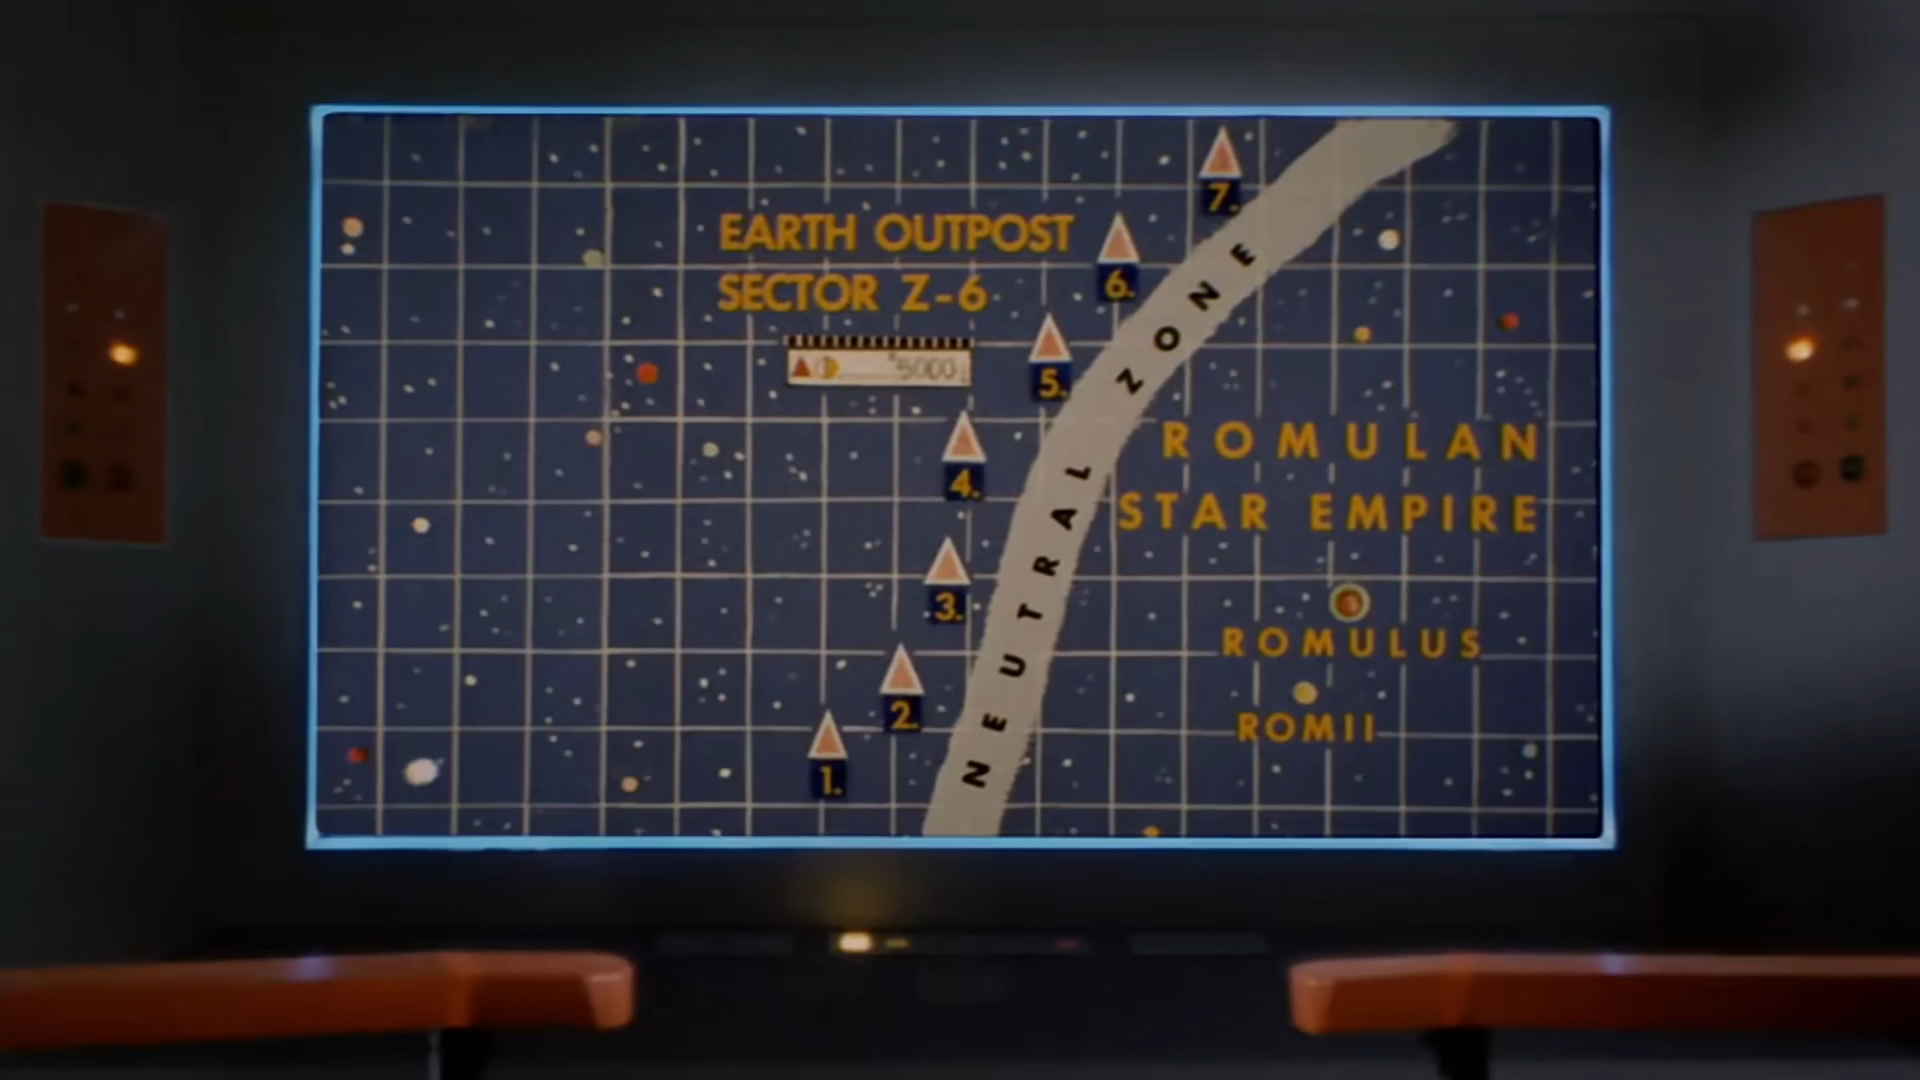 7.
EARTH OUTPOST
SECTOR Z-6
6.
5000
5.
NEUTRAL ZONE
4.
ROMULAN
STAR EMPIRE
3.
ROMULUS
2.
ROMII
1.